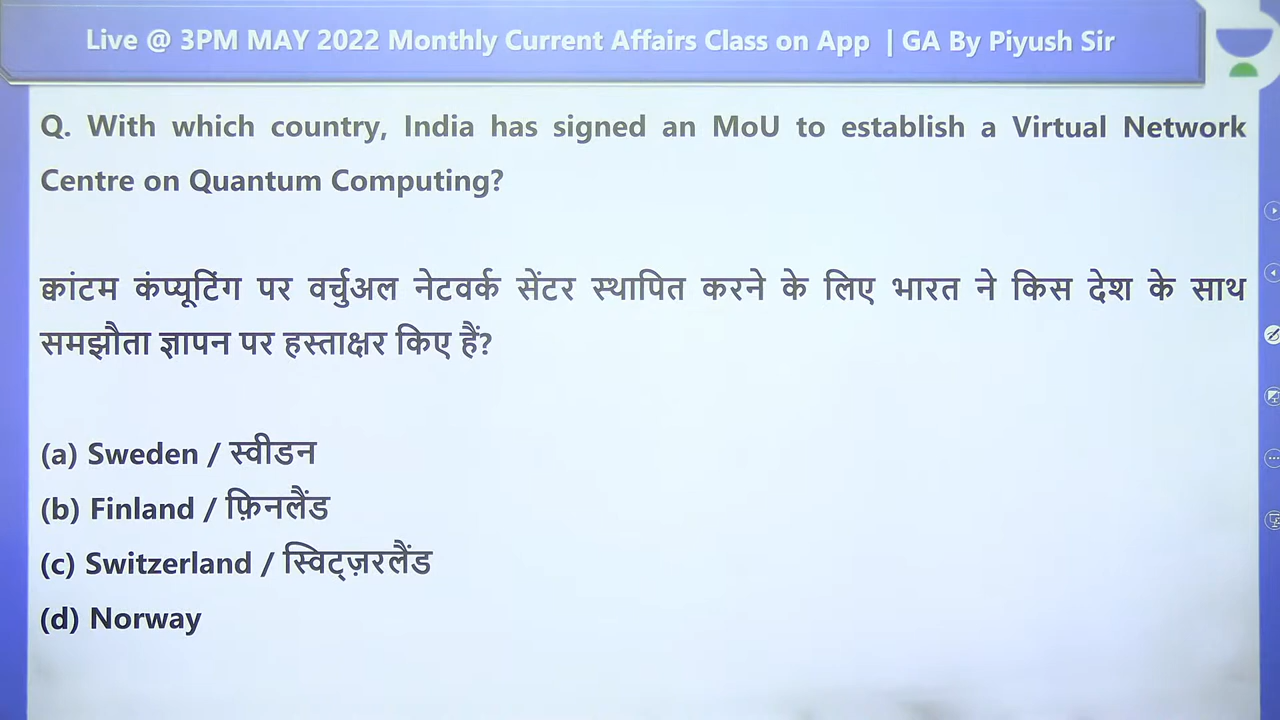 Live @ 3PM MAY 2022 Monthly Current Affairs Class on App | GA By Piyush Sir
Q. With which country, India has signed an MoU to establish a Virtual Network
Centre on Quantum Computing?
क्वांटम कंप्यूटिंग पर वर्चुअल नेटवर्क सेंटर स्थापित करने के लिए भारत ने किस देश के साथ
समझौता ज्ञापन पर हस्ताक्षर किए हैं?
(a) Sweden / स्वीडन
(b) Finland / फ़िनलैंड
(c) Switzerland / स्विट्ज़रलैंड
(d) Norway